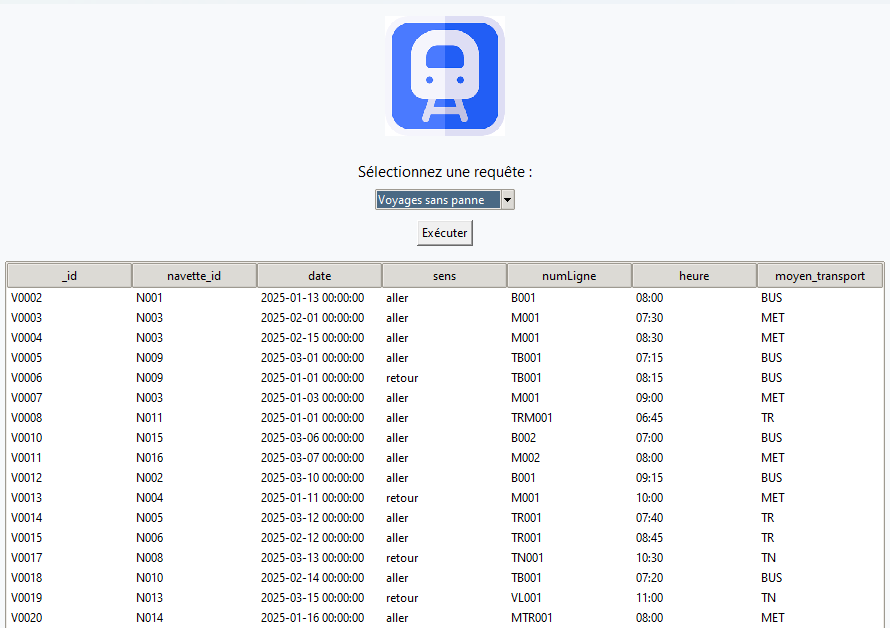 Sélectionnez une requête :
Voyages sans panne
Exécuter
_id navette_id date sens numLigne heure moyen_transport
V0002 N001 2025-01-13 00:00:00 aller B001 08:00 BUS
V0003 N003 2025-02-01 00:00:00 aller M001 07:30 MET
V0004 N003 2025-02-15 00:00:00 aller M001 08:30 MET
V0005 N009 2025-03-01 00:00:00 aller TB001 07:15 BUS
V0006 N009 2025-01-01 00:00:00 retour TB001 08:15 BUS
V0007 N003 2025-01-03 00:00:00 aller M001 09:00 MET
V0008 N011 2025-01-01 00:00:00 aller TRM001 06:45 TR
V0010 N015 2025-03-06 00:00:00 aller B002 07:00 BUS
V0011 N016 2025-03-07 00:00:00 aller M002 08:00 MET
V0012 N002 2025-03-10 00:00:00 aller B001 09:15 BUS
V0013 N004 2025-01-11 00:00:00 retour M001 10:00 MET
V0014 N005 2025-03-12 00:00:00 aller TR001 07:40 TR
V0015 N006 2025-02-12 00:00:00 aller TR001 08:45 TR
V0017 N008 2025-03-13 00:00:00 retour TN001 10:30 TN
V0018 N010 2025-02-14 00:00:00 aller TB001 07:20 BUS
V0019 N013 2025-03-15 00:00:00 retour VL001 11:00 TN
V0020 N014 2025-01-16 00:00:00 aller MTR001 08:00 MET